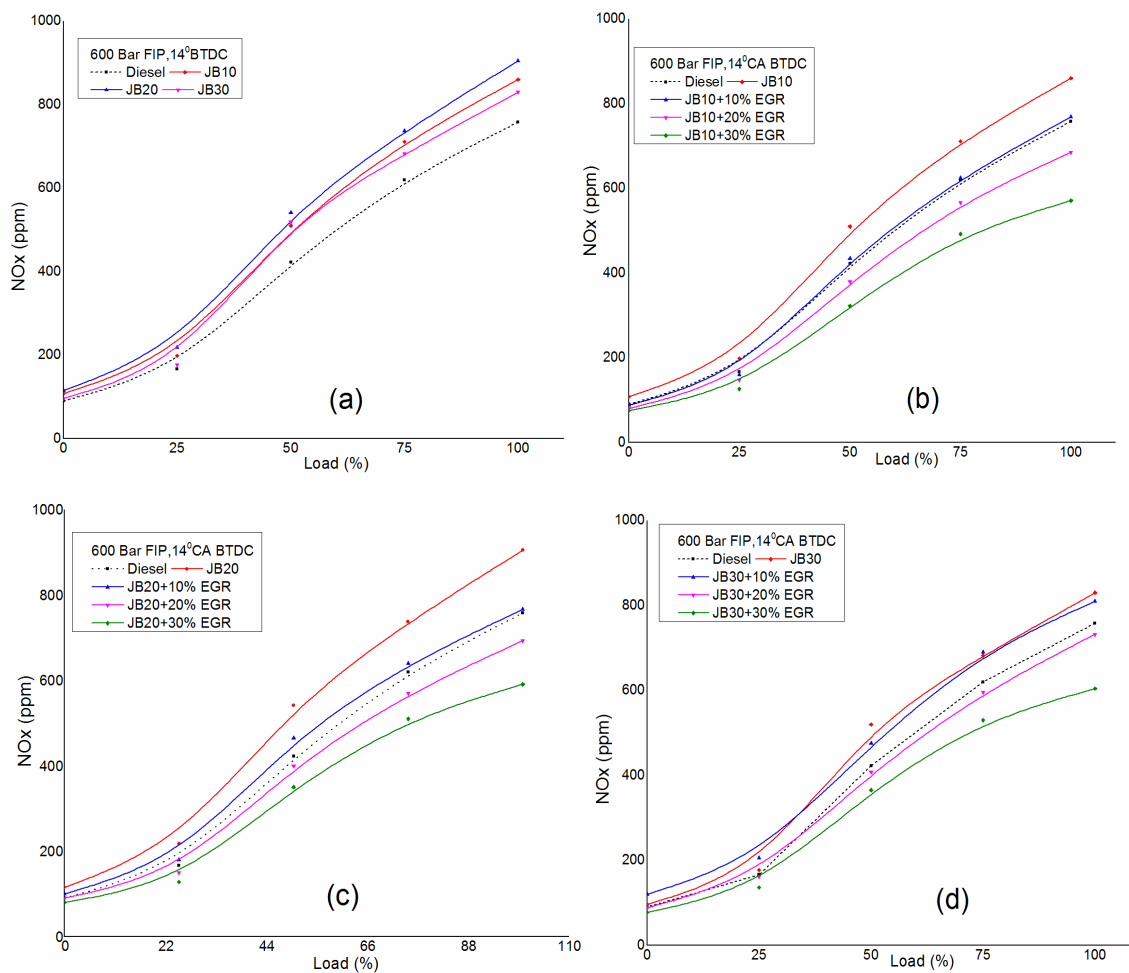 1000
800
600
400
200
0
NOx (ppm)
600 Bar FIP,14⁰BTDC
Diesel JB10
JB20 JB30
(a)
0 25 50 75 100
Load (%)
1000
800
600
400
200
0
NOx (ppm)
600 Bar FIP,14⁰CA BTDC
Diesel JB10
JB10+10% EGR
JB10+20% EGR
JB10+30% EGR
(b)
0 25 50 75 100
Load (%)
1000
800
600
400
200
0
NOx (ppm)
600 Bar FIP,14⁰CA BTDC
Diesel JB20
JB20+10% EGR
JB20+20% EGR
JB20+30% EGR
(c)
0 22 44 66 88 110
Load (%)
1000
800
600
400
200
0
NOx (ppm)
600 Bar FIP,14⁰CA BTDC
Diesel JB30
JB30+10% EGR
JB30+20% EGR
JB30+30% EGR
(d)
0 25 50 75 100
Load (%)